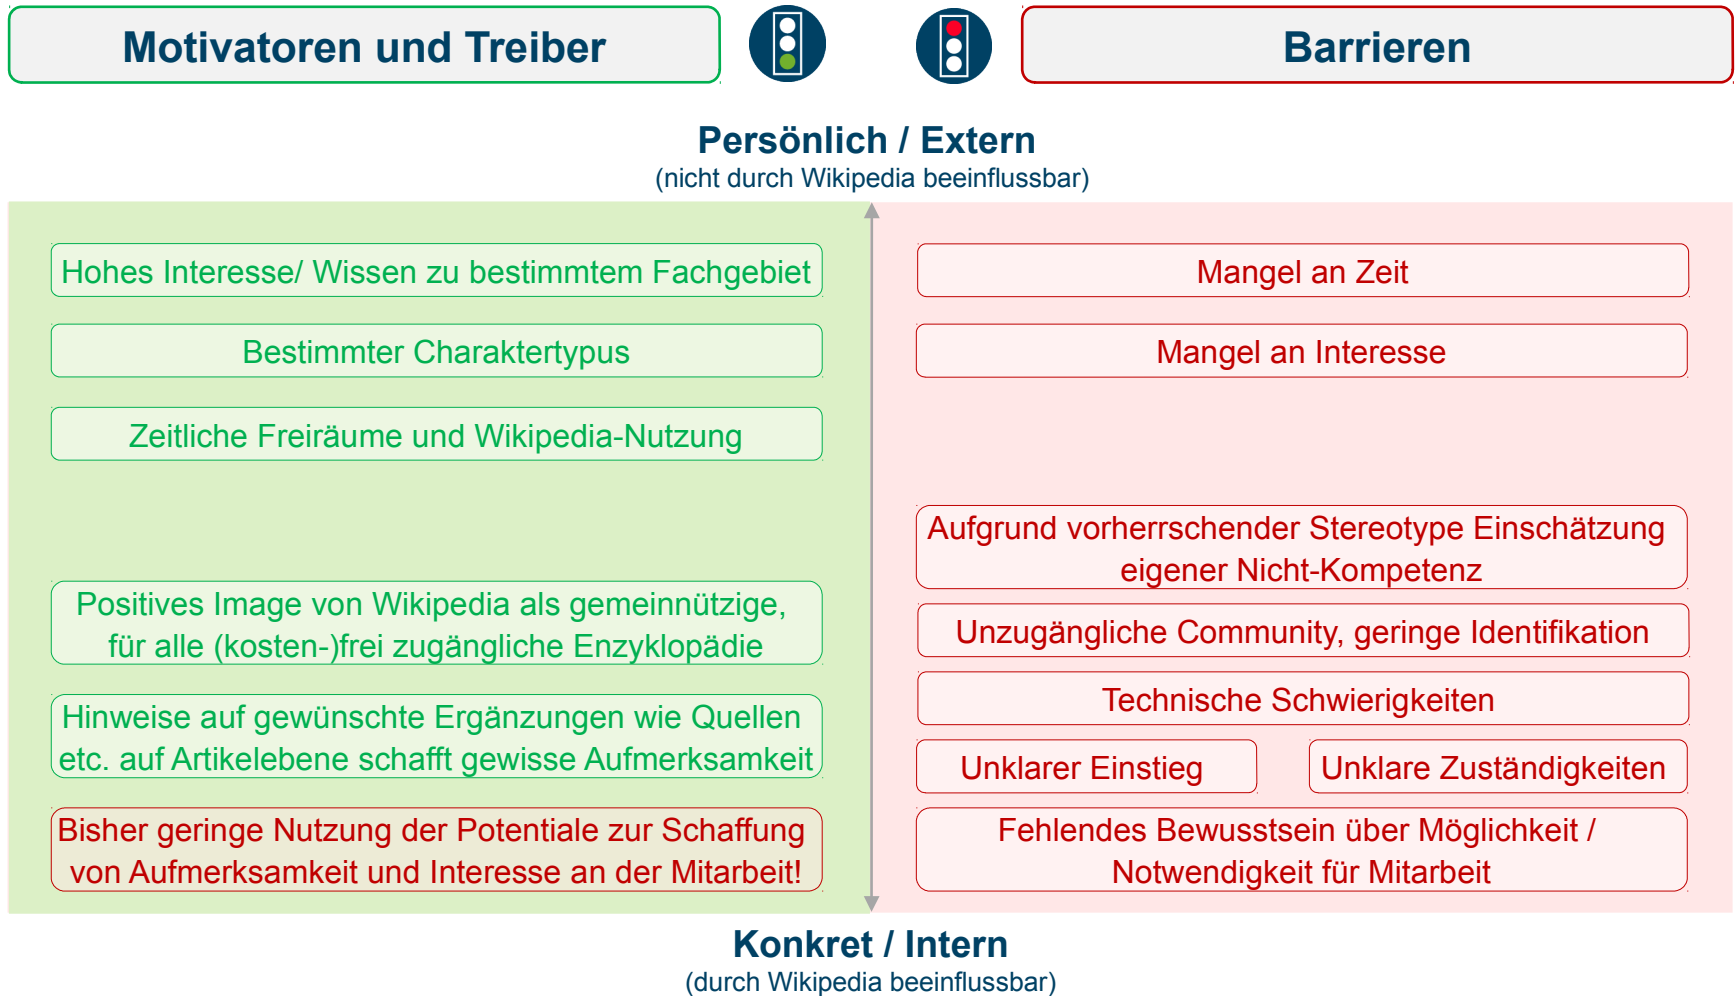 Motivatoren und Treiber
Barrieren
Persönlich / Extern
(nicht durch Wikipedia beeinflussbar)
Hohes Interesse/ Wissen zu bestimmtem Fachgebiet
Bestimmter Charaktertypus
Zeitliche Freiräume und Wikipedia-Nutzung
Positives Image von Wikipedia als gemeinnützige,
für alle (kosten-)frei zugängliche Enzyklopädie
Hinweise auf gewünschte Ergänzungen wie Quellen
etc. auf Artikelebene schafft gewisse Aufmerksamkeit
Bisher geringe Nutzung der Potentiale zur Schaffung
von Aufmerksamkeit und Interesse an der Mitarbeit!
Mangel an Zeit
Mangel an Interesse
Aufgrund vorherrschender Stereotype Einschätzung
eigener Nicht-Kompetenz
Unzugängliche Community, geringe Identifikation
Technische Schwierigkeiten
Unklarer Einstieg
Unklare Zuständigkeiten
Fehlendes Bewusstsein über Möglichkeit /
Notwendigkeit für Mitarbeit
Konkret / Intern
(durch Wikipedia beeinflussbar)